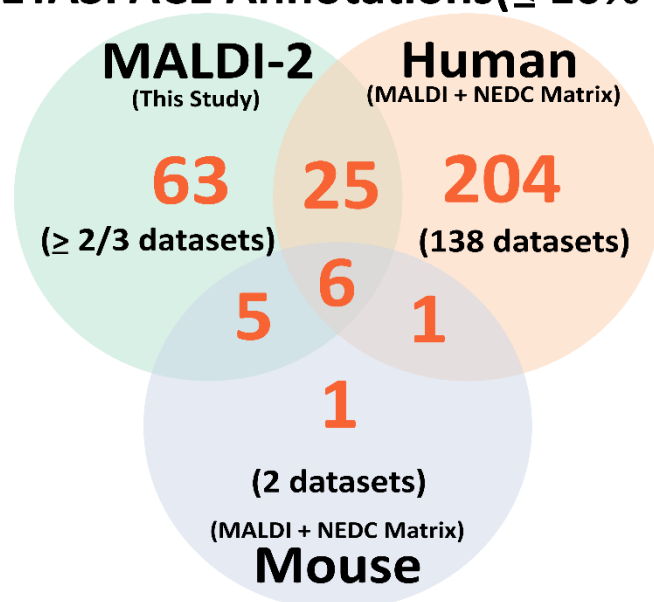 Annotations(≤
MALDI-2 Human
(This Study) (MALDI + NEDC Matrix)
63 25 204
(≥ 2/3 datasets) (138 datasets)
6
5 1
1
(2 datasets)
(MALDI + NEDC Matrix)
Mouse